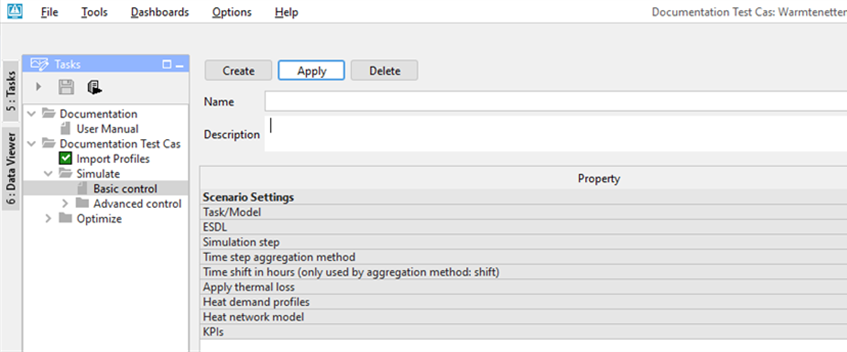 File Tools Dashboards Options Help Documentation Test Cas: Warmtenetter
5 : Tasks
6 : Data Viewer
Tasks
Documentation
User Manual
Documentation Test Cas
Import Profiles
Simulate
Basic control
Advanced control
Optimize
Create Apply Delete
Name
Description
Property
Scenario Settings
Task/Model
ESDL
Simulation step
Time step aggregation method
Time shift in hours (only used by aggregation method: shift)
Apply thermal loss
Heat demand profiles
Heat network model
KPIs